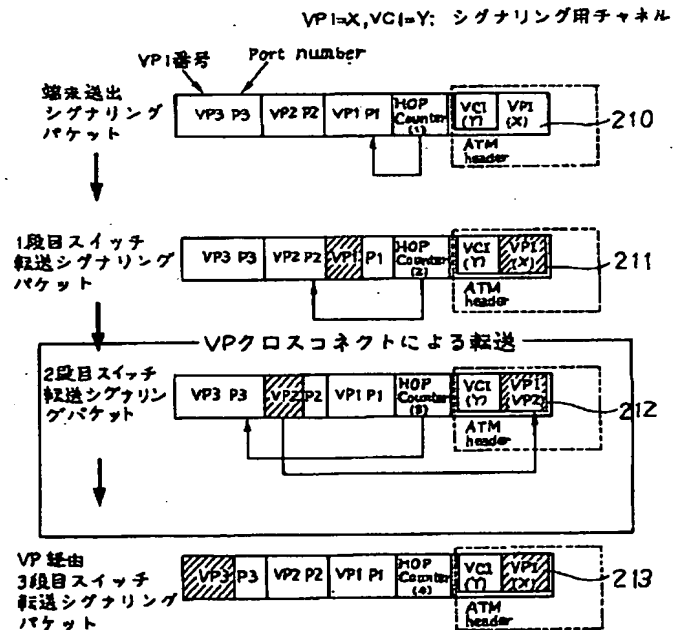 VPI=X,VCI=Y: シグナリング用チャネル
VPI番号 Port number
端末送出
シグナリング
パケット
VP3 P3 VP2 P2 VP1 P1 HOP Counter (1) VCI (Y) VPI (X)
ATM header
210
1段目スイッチ
転送シグナリング
パケット
VP3 P3 VP2 P2 VP1 P1 HOP Counter (2) VCI (Y) VPI (X)
ATM header
211
VPクロスコネクトによる転送
2段目スイッチ
転送シグナリン
グパケット
VP3 P3 VP2 P2 VP1 P1 HOP Counter (3) VCI (Y) VPI (VP2)
ATM header
212
VP経由
3段目スイッチ
転送シグナリング
パケット
VP3 P3 VP2 P2 VP1 P1 HOP Counter (4) VCI (Y) VPI (X)
ATM header
213